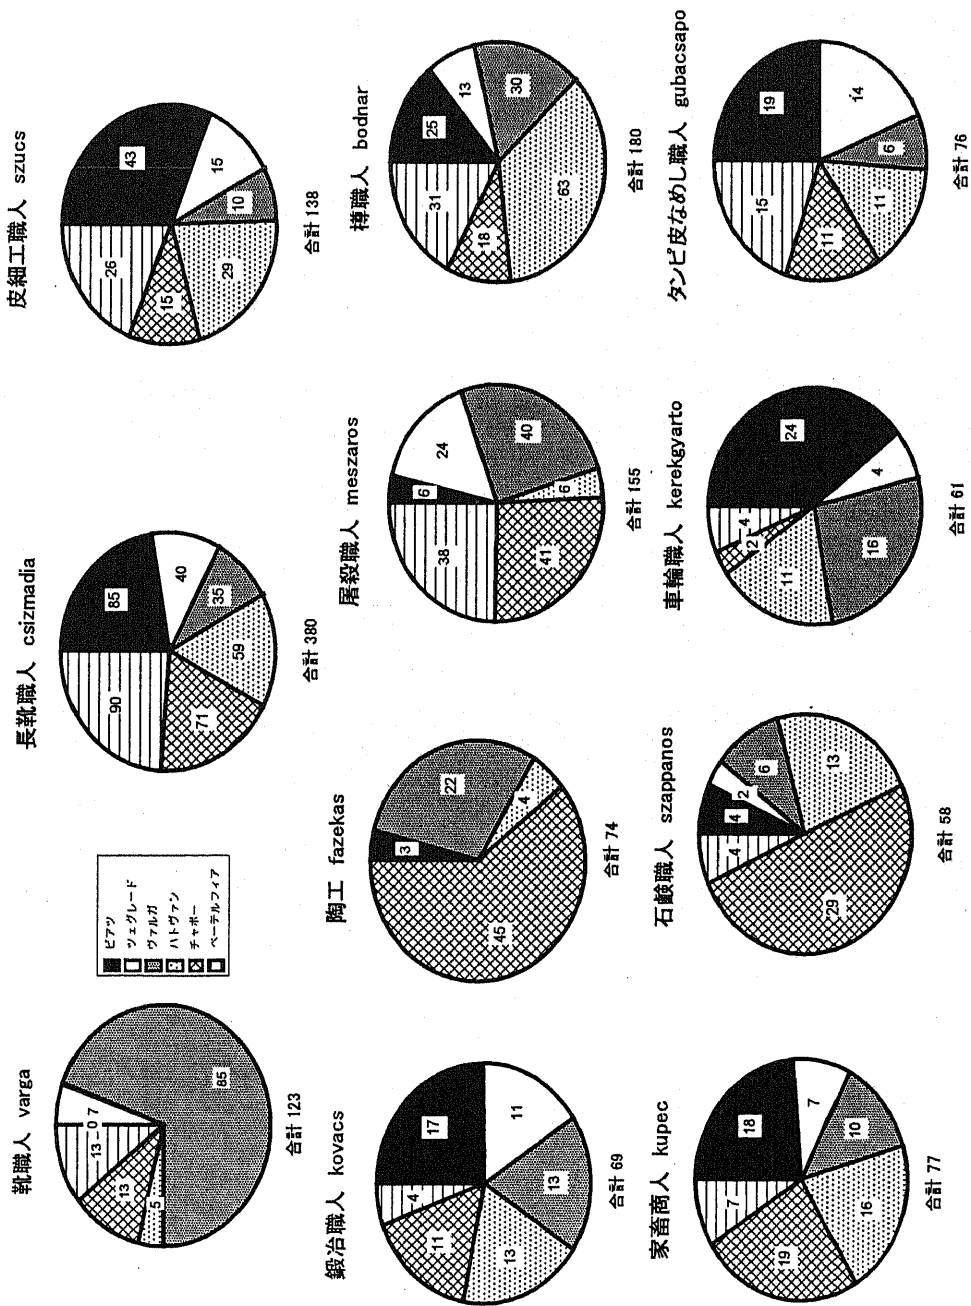 靴職人 varga
0
7
85
5
13
13
合計 123
ピアツ
ツェグレード
ヴァルガ
ハトヴァン
チャポー
ペーテルフィア
長靴職人 csizmadia
85
40
35
59
71
90
合計 380
皮細工職人 szucs
43
15
10
29
15
26
合計 138
鍛冶職人 kovacs
17
11
13
13
11
4
合計 69
陶工 fazekas
3
22
4
45
合計 74
屠殺職人 meszaros
6
24
40
6
41
38
合計 155
樽職人 bodnar
25
13
30
63
18
31
合計 180
家畜商人 kupec
18
7
10
16
19
7
合計 77
石鹸職人 szappanos
4
2
6
13
29
4
合計 58
車輪職人 kerekgyarto
24
4
16
11
2
4
合計 61
タンピ皮なめし職人 gubacsapo
19
14
6
11
11
15
合計 76